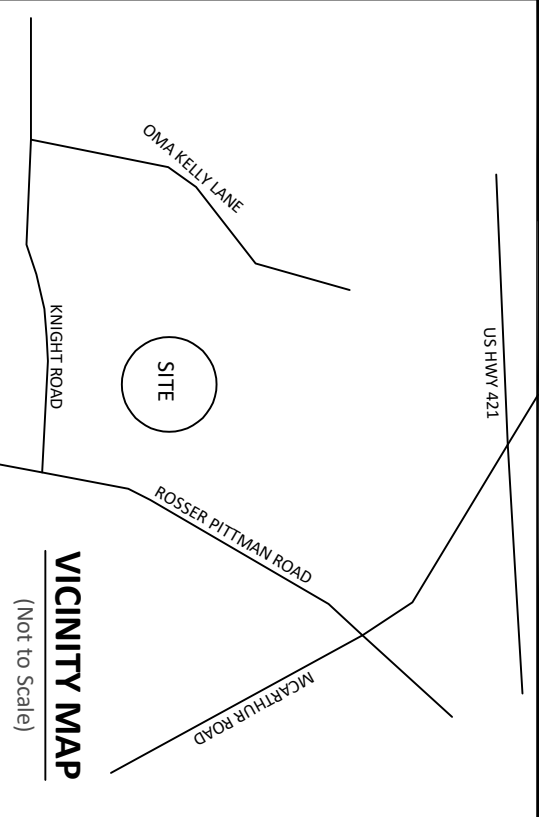 US HWY 421
OMA KELLY LANE
SITE
KNIGHT ROAD
ROSSER PITTMAN ROAD
MCARTHUR ROAD
VICINITY MAP
(Not to Scale)